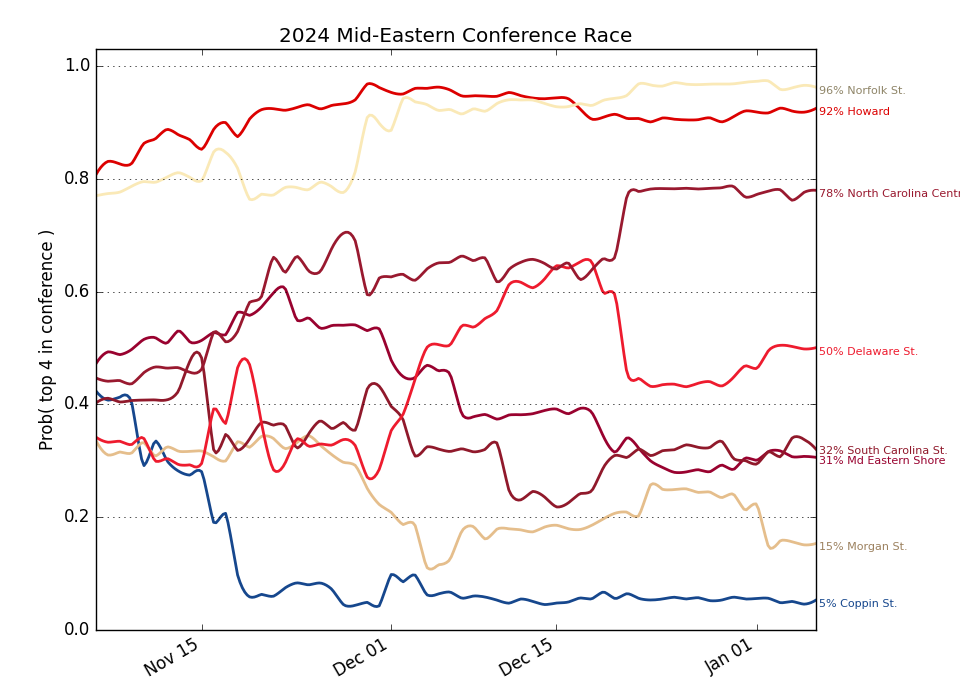 2024 Mid-Eastern Conference Race
Prob( top 4 in conference )
1.0
0.8
0.6
0.4
0.2
0.0
Nov 15
Dec 01
Dec 15
Jan 01
96% Norfolk St.
92% Howard
78% North Carolina Centr
50% Delaware St.
32% South Carolina St.
31% Md Eastern Shore
15% Morgan St.
5% Coppin St.